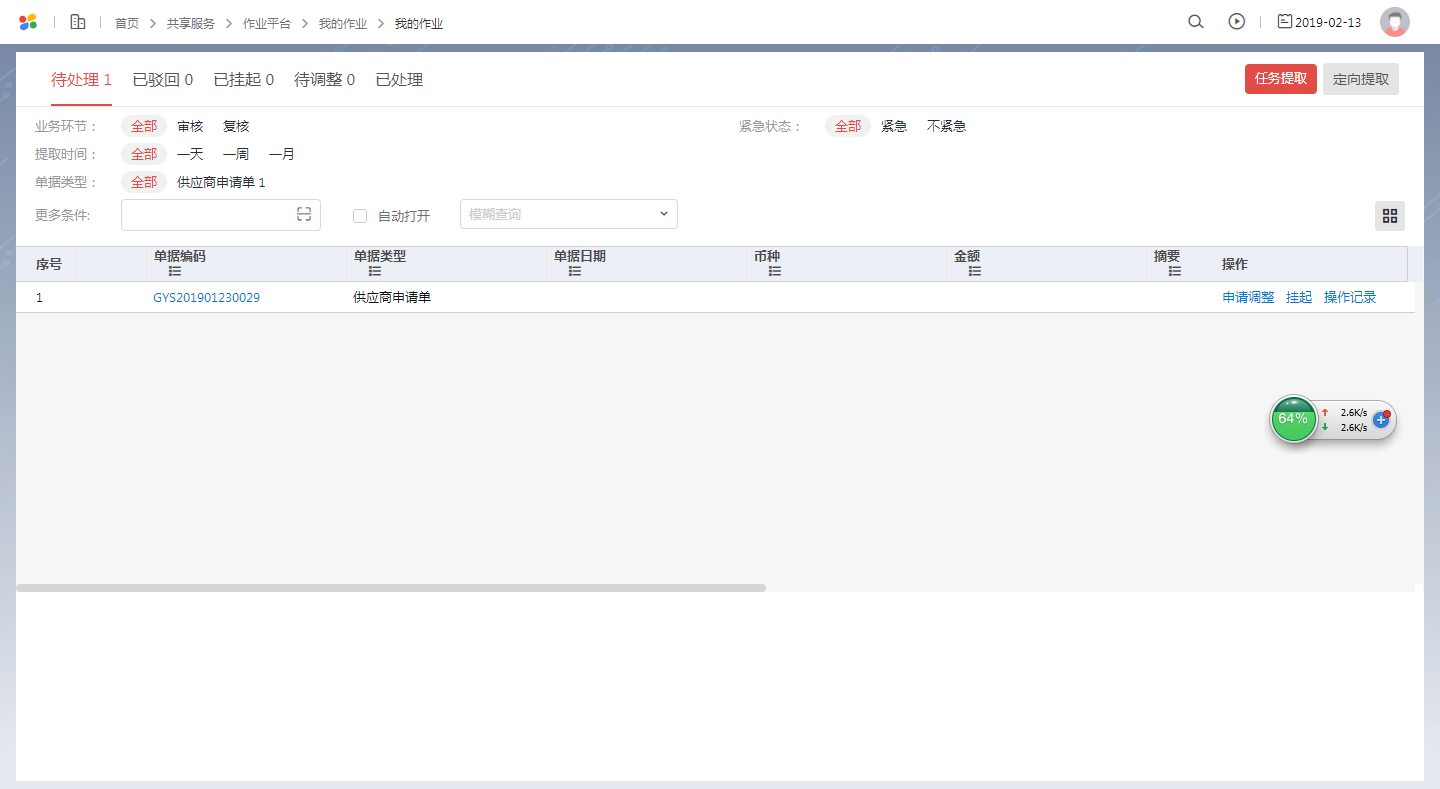 首页 > 共享服务 > 作业平台 > 我的作业 > 我的作业 2019-02-13
待处理 1 已驳回 0 已挂起 0 待调整 0 已处理 任务提取 定向提取
业务环节： 全部 审核 复核 紧急状态： 全部 紧急 不紧急
提取时间： 全部 一天 一周 一月
单据类型： 全部 供应商申请单 1
更多条件: 自动打开 模糊查询
序号 单据编码 单据类型 单据日期 币种 金额 摘要 操作
1 GYS201901230029 供应商申请单 申请调整 挂起 操作记录
64% 2.6K/s
2.6K/s